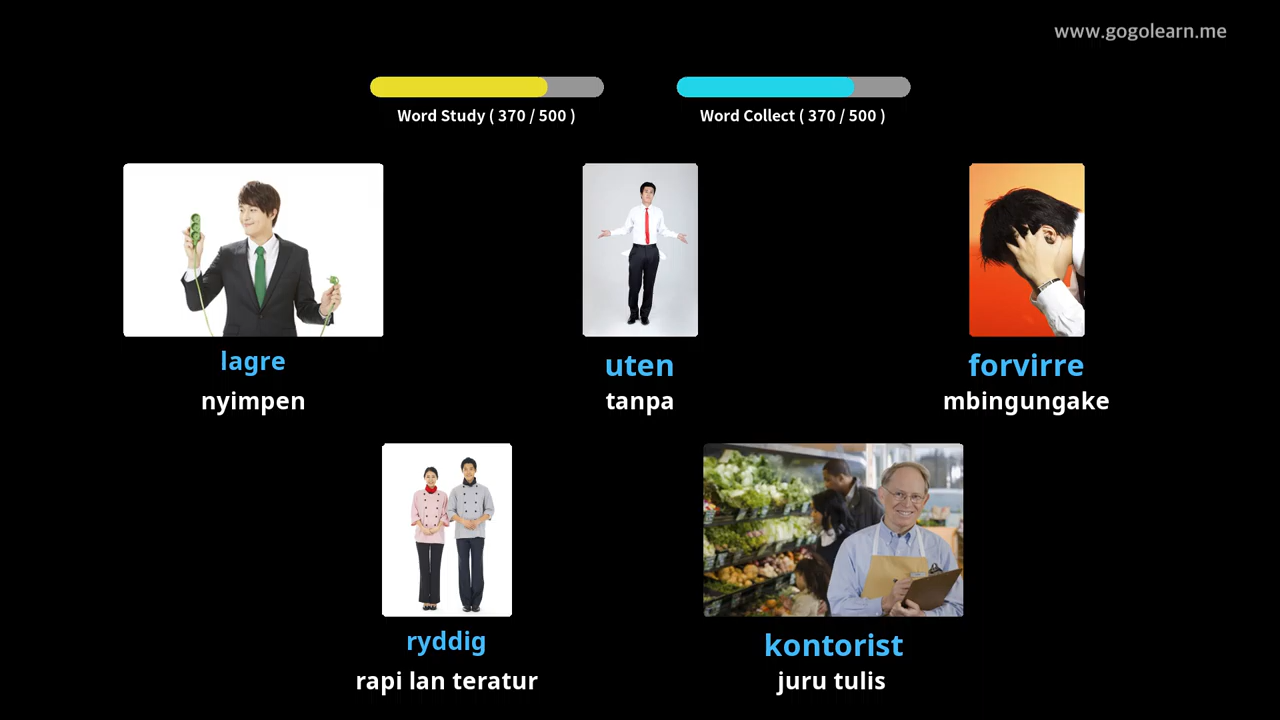 www.gogolearn.me
Word Study ( 370 / 500 )
Word Collect ( 370 / 500 )
lagre
nyimpen
uten
tanpa
forvirre
mbingungake
ryddig
rapi lan teratur
kontorist
juru tulis